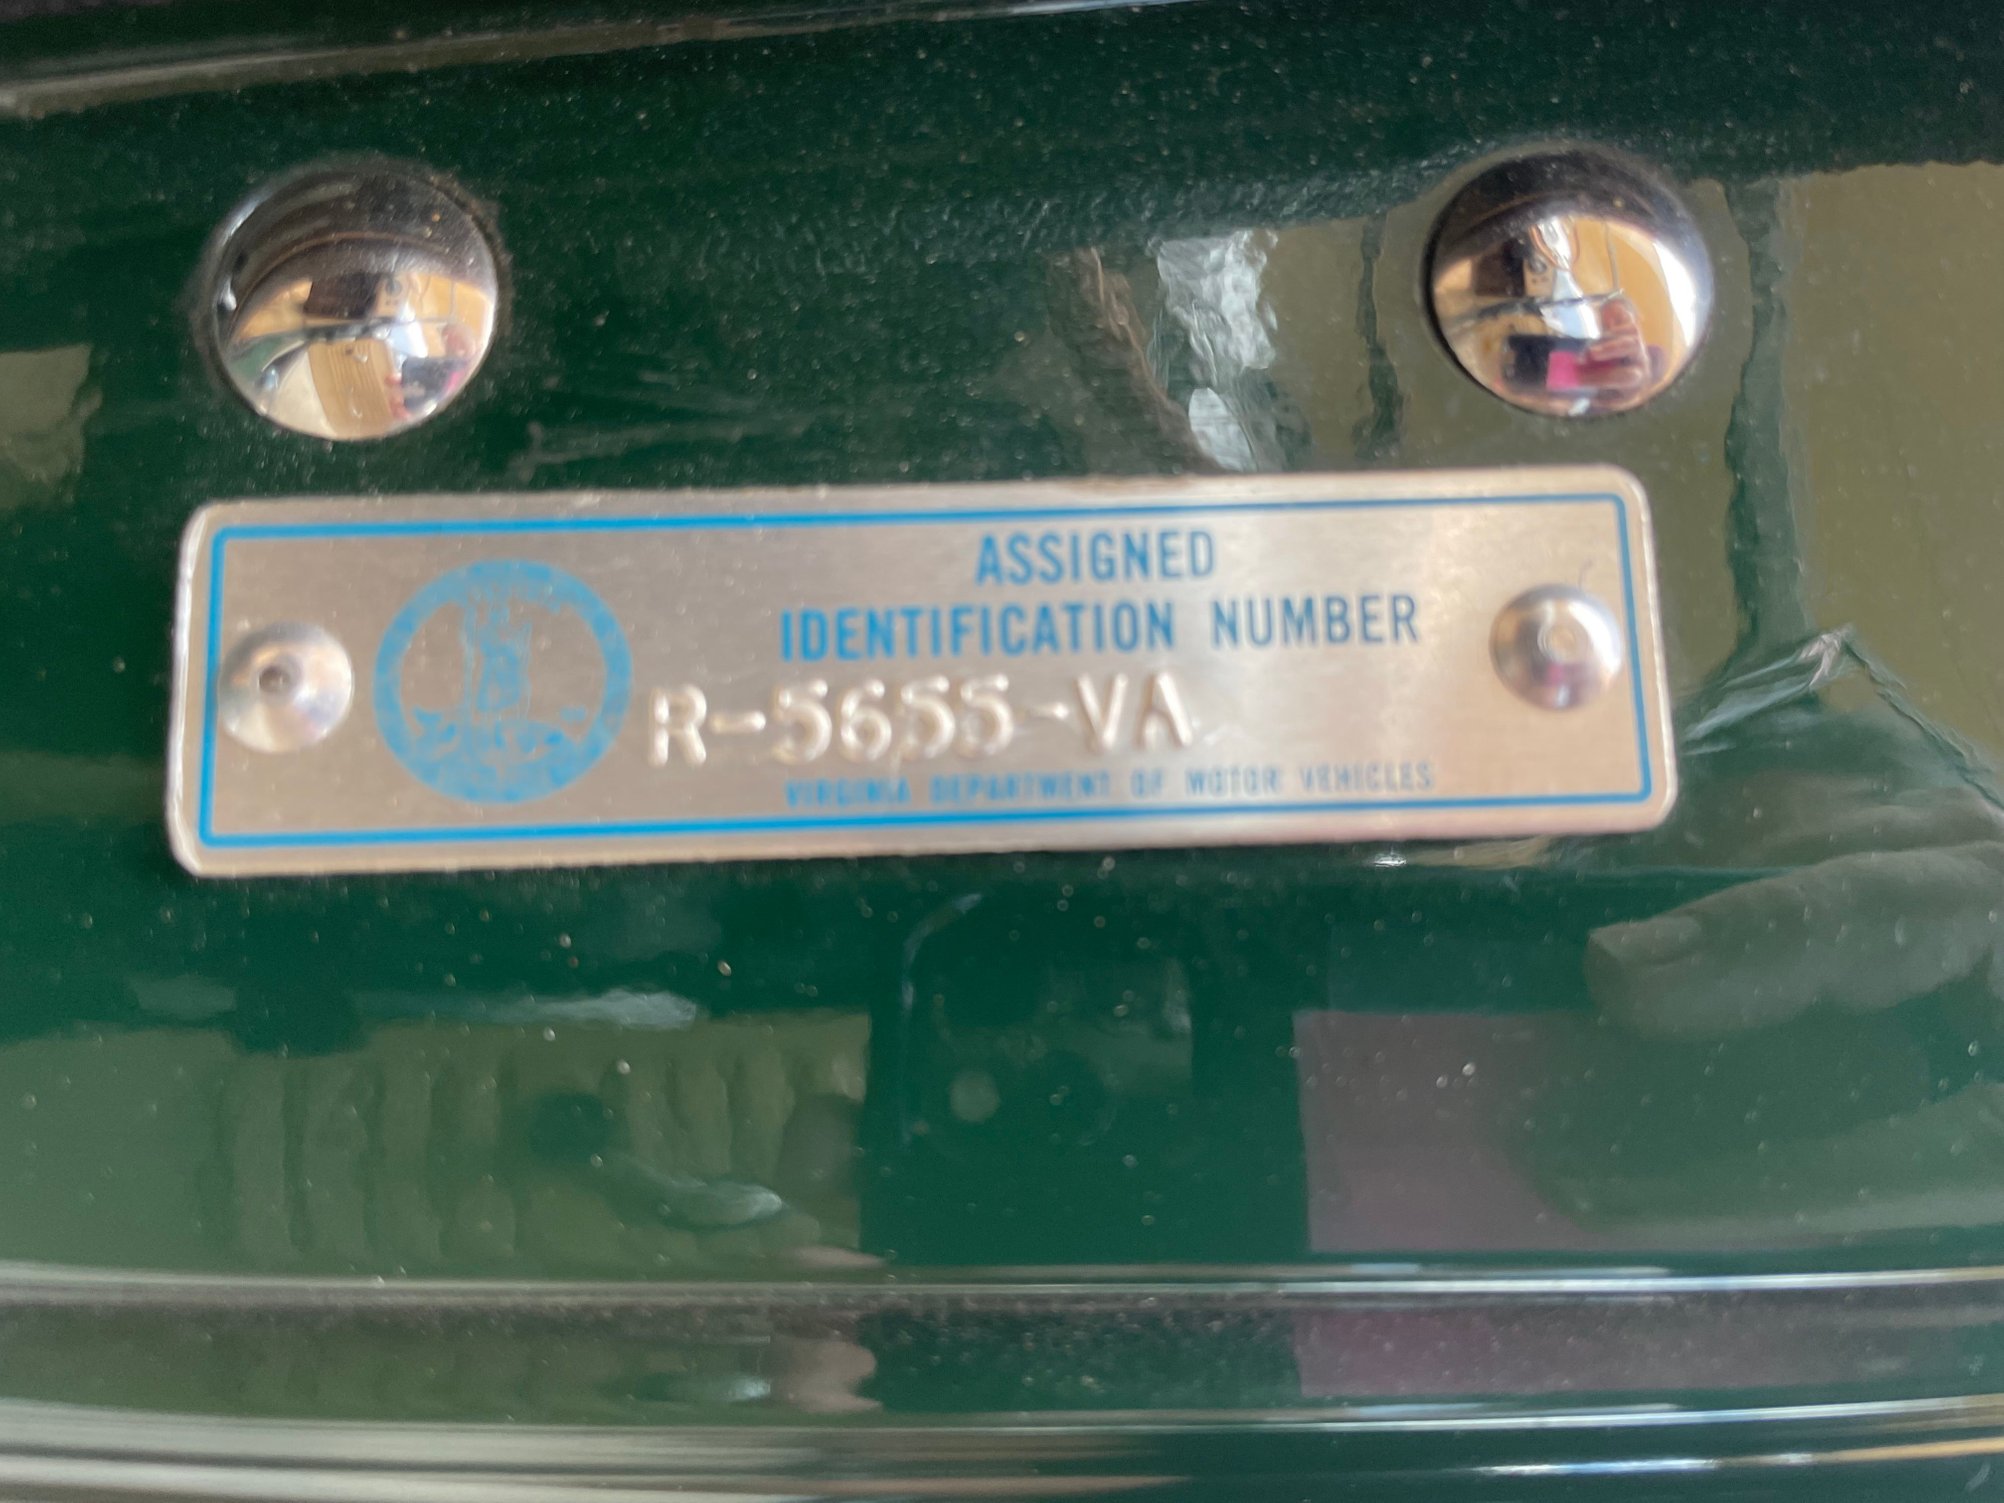 ASSIGNED
IDENTIFICATION NUMBER
R-5655-VA
VIRGINIA DEPARTMENT OF MOTOR VEHICLES